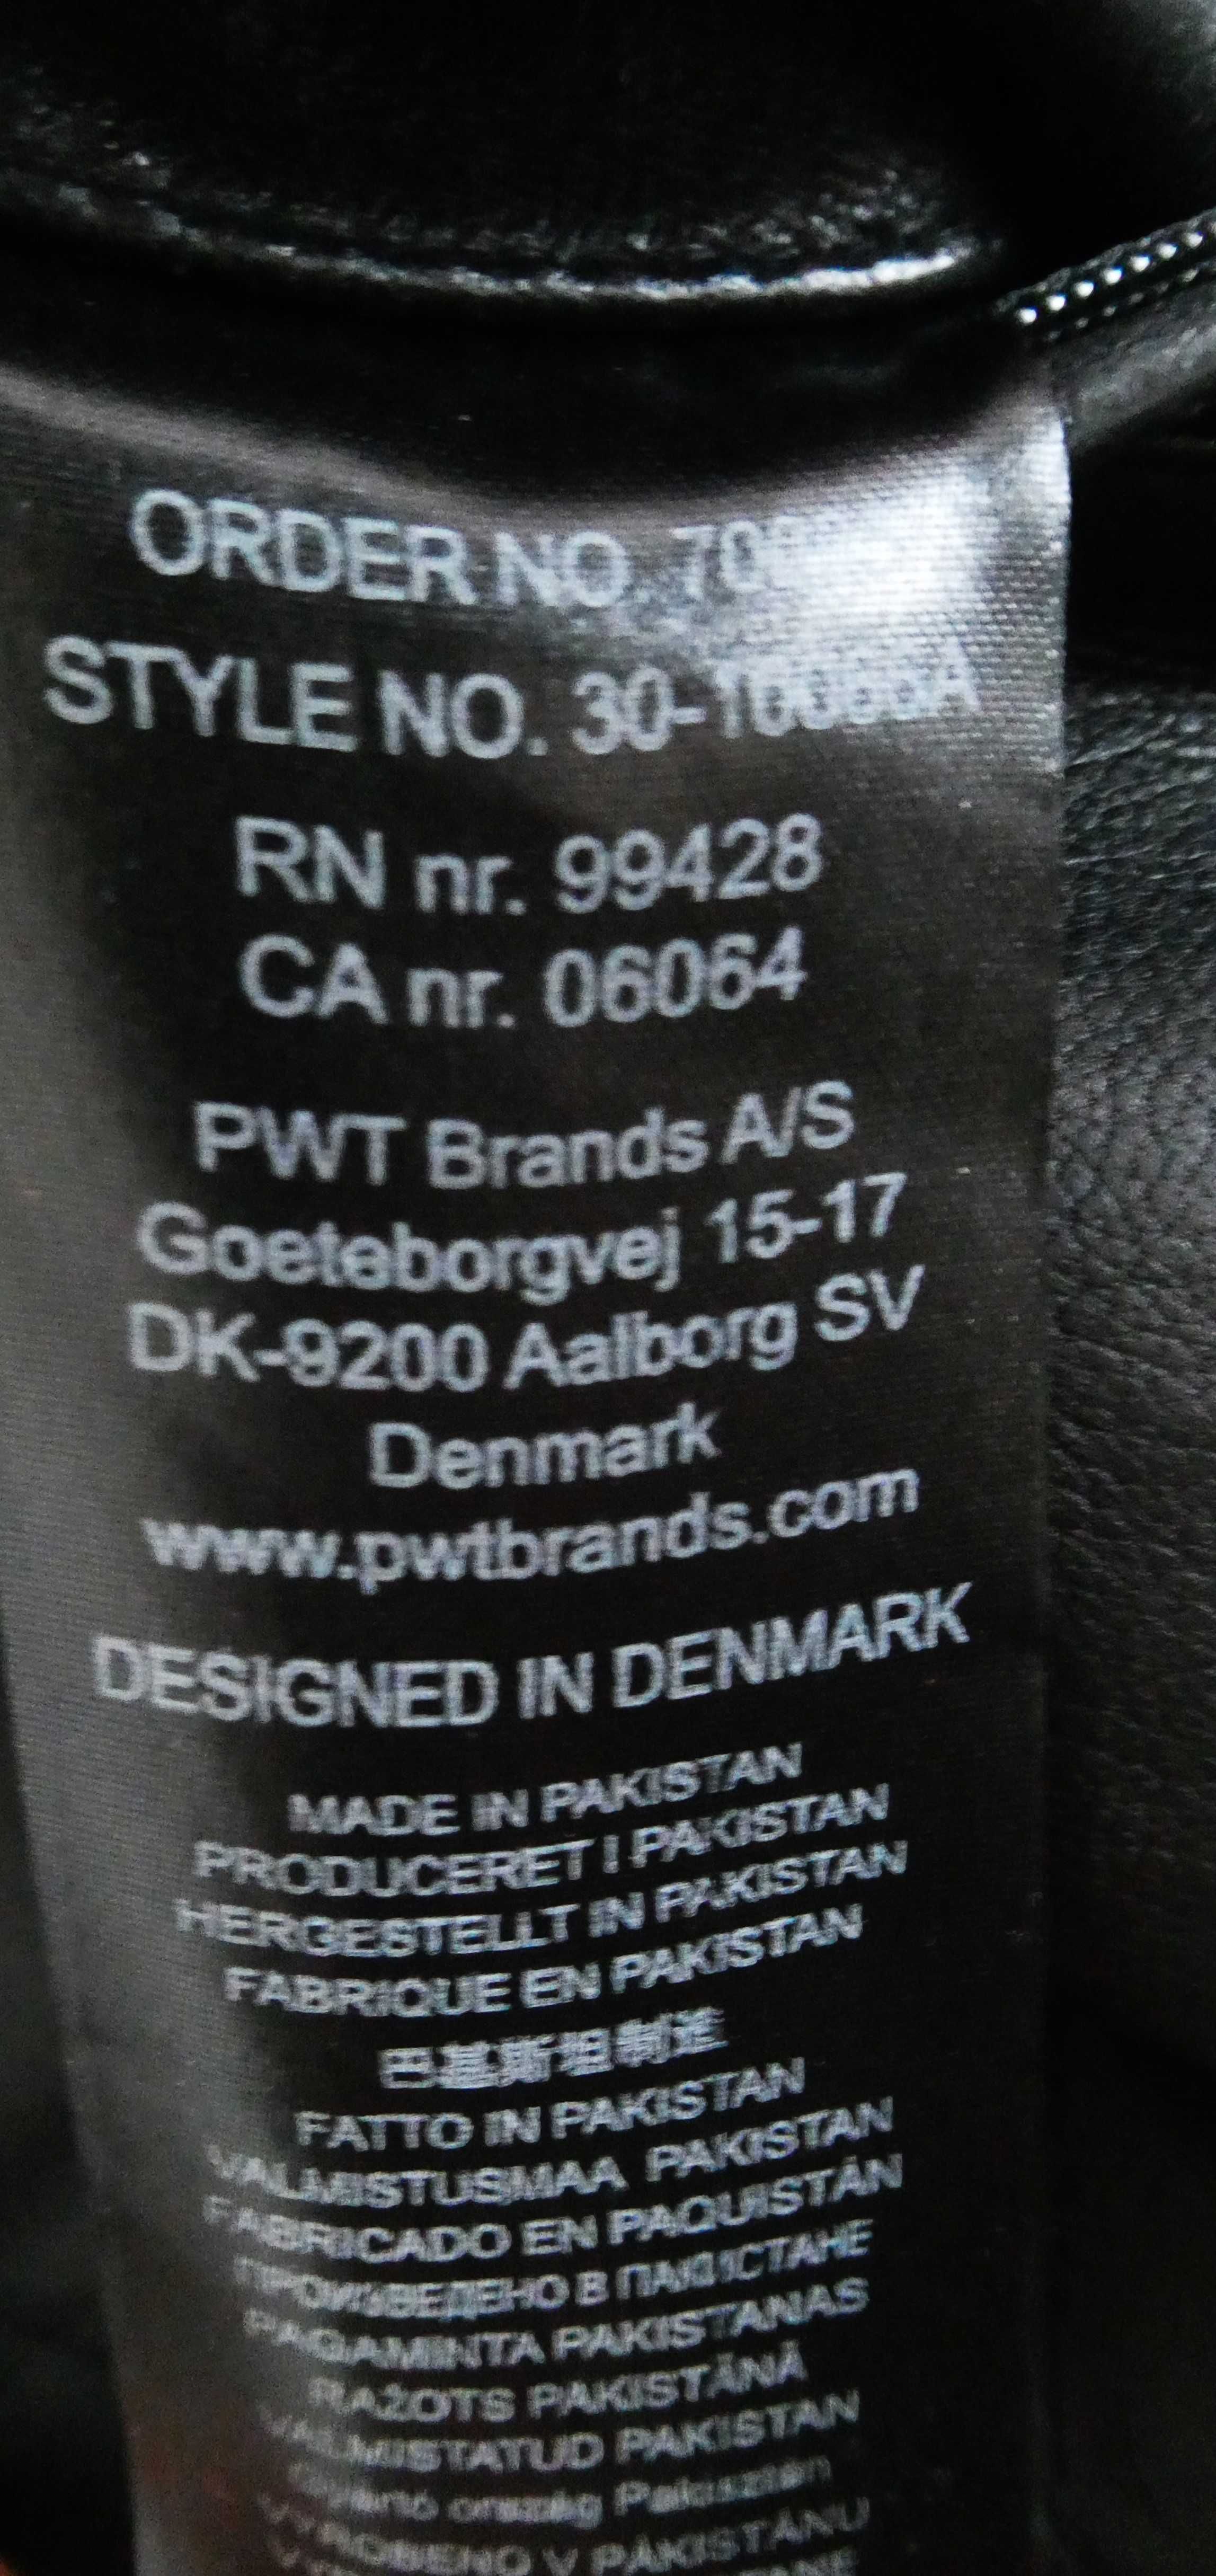 ORDER NO.
STYLE NO.
RN nr. 99428
CA nr. 06064
PWT Brands A/S
Goeteborgvej 15-17
DK-9200 Aalborg SV
Denmark
www.pwtbrands.com
DESIGNED IN DENMARK
MADE IN PAKISTAN
PRODUCERET I PAKISTAN
HERGESTELLT IN PAKISTAN
FABRIQUE EN PAKISTAN
巴基斯坦制造
FATTO IN PAKISTAN
VALMISTUSMAA PAKISTAN
FABRICADO EN PAQUISTÁN
ПРОИЗВЕДЕНО В ПАКИСТАНЕ
PAGAMINTA PAKISTANAS
RAŽOTS PAKISTĀNĀ
VALMISTATUD PAKISTAN
ország
VYROBENO V PÁKISTÁNU